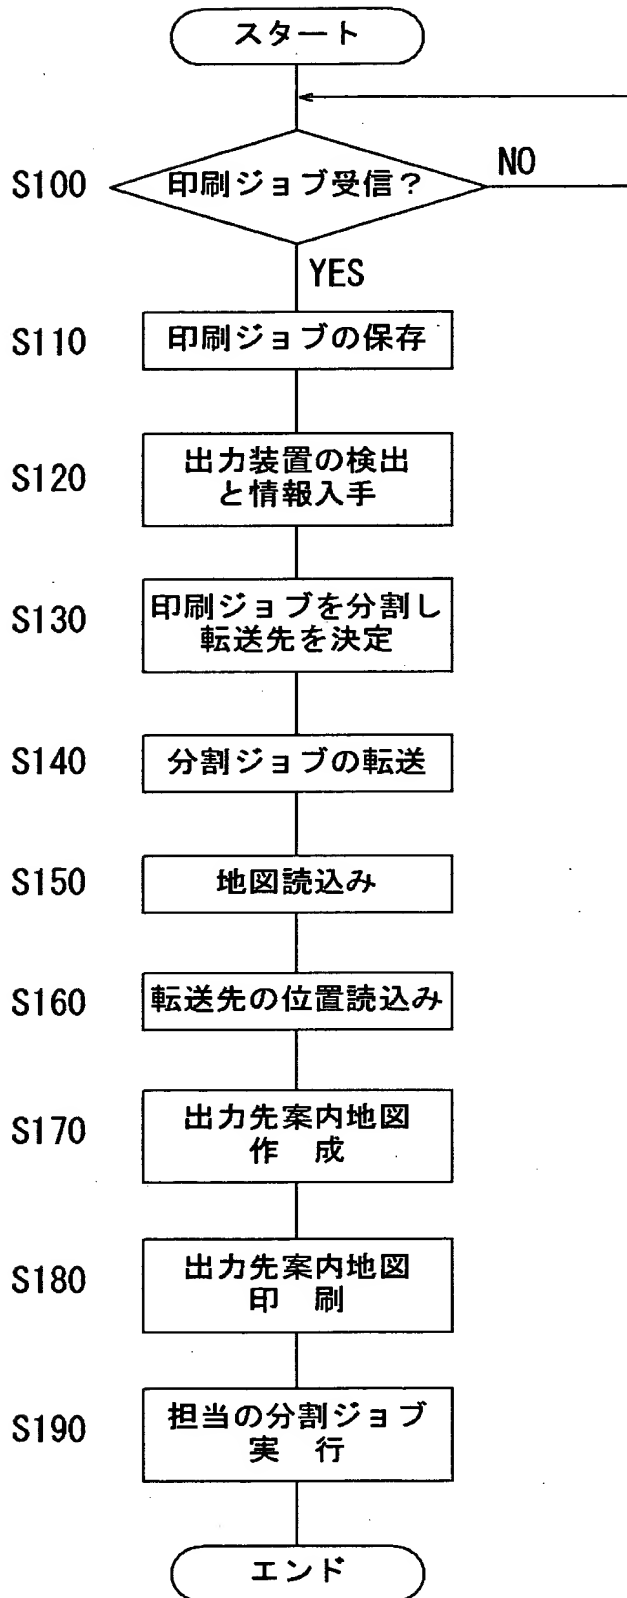 スタート
S100
印刷ジョブ受信？
NO
YES
S110
印刷ジョブの保存
S120
出力装置の検出
と情報入手
S130
印刷ジョブを分割し
転送先を決定
S140
分割ジョブの転送
S150
地図読込み
S160
転送先の位置読込み
S170
出力先案内地図
作 成
S180
出力先案内地図
印 刷
S190
担当の分割ジョブ
実 行
エンド